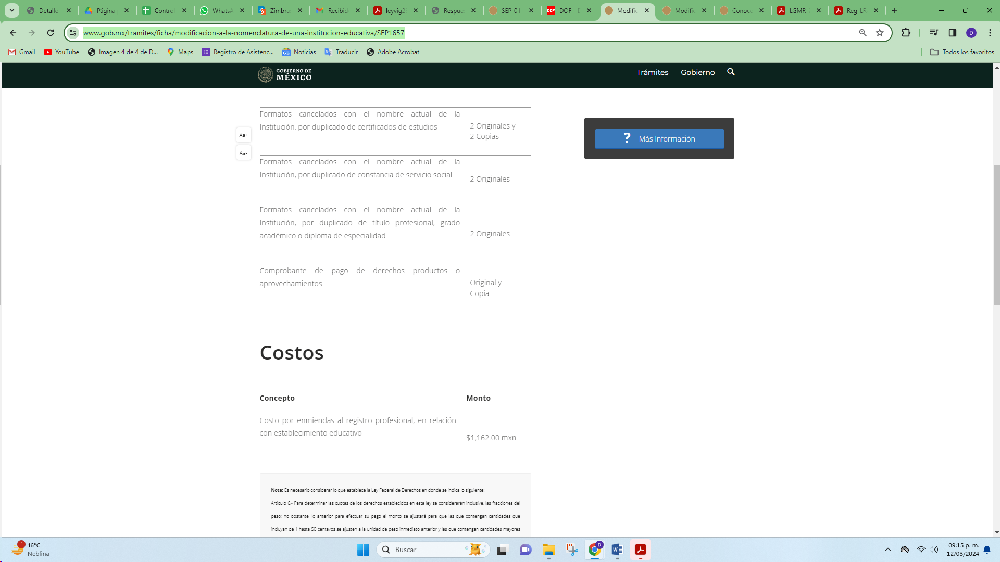 Detalle
Página
Control
WhatsA
Zimbra:
Recibid
leyvig2
Respue
SEP-01-
DOF - D
Modific
Modific
Conoce
LGMR_
Reg_LR
www.gob.mx/tramites/ficha/modificacion-a-la-nomenclatura-de-una-institucion-educativa/SEP1657
D
Gmail
YouTube
Imagen 4 de 4 de D...
Maps
Registro de Asistenc...
Noticias
Traducir
Adobe Acrobat
Todos los favoritos
GOBIERNO DE
MÉXICO
Trámites
Gobierno
Formatos cancelados con el nombre actual de la
Institución, por duplicado de certificados de estudios
2 Originales y
2 Copias
Aa+
Aa-
? Más Información
Formatos cancelados con el nombre actual de la
Institución, por duplicado de constancia de servicio social
2 Originales
Formatos cancelados con el nombre actual de la
Institución, por duplicado de título profesional, grado
académico o diploma de especialidad
2 Originales
Comprobante de pago de derechos productos o
aprovechamientos
Original y
Copia
Costos
Concepto
Monto
Costo por enmiendas al registro profesional, en relación
con establecimiento educativo
$1,162.00 mxn
Nota: Es necesario considerar lo que establece la Ley Federal de Derechos en donde se indica lo siguiente:
Artículo 6.- Para determinar las cuotas de los derechos establecidos en esta ley se considerarán inclusive, las fracciones del
peso; no obstante, lo anterior para efectuar su pago el monto se ajustará para que las que contengan cantidades que
incluyan de 1 hasta 50 centavos se ajusten a la unidad de peso inmediato anterior y las que contengan cantidades mayores
1
16°C
Neblina
Buscar
D
09:15 p. m.
12/03/2024